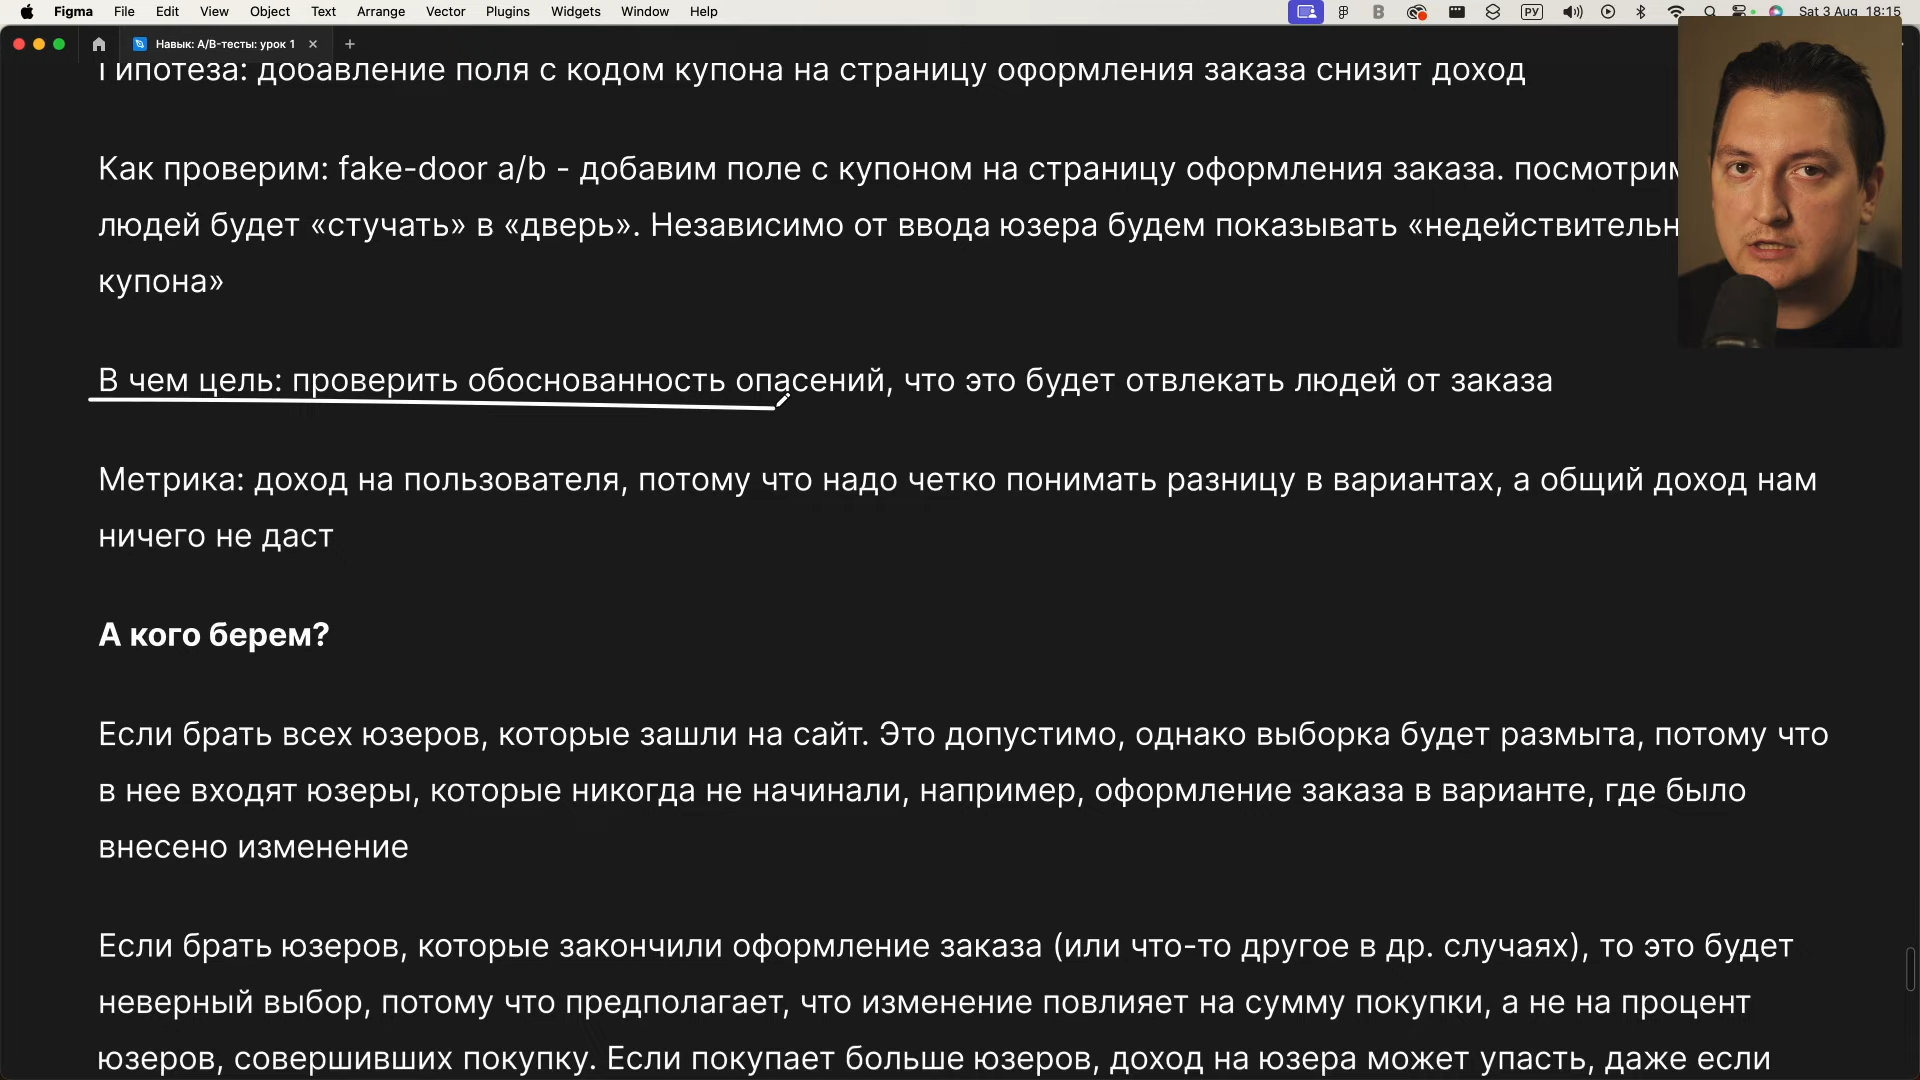 Figma File Edit View Object Text Arrange Vector Plugins Widgets Window Help РУ Sat 3 Aug 18:15
Навык: A/B-тесты: урок 1
Гипотеза: добавление поля с кодом купона на страницу оформления заказа снизит доход
Как проверим: fake-door a/b - добавим поле с купоном на страницу оформления заказа. посмотрим
людей будет «стучать» в «дверь». Независимо от ввода юзера будем показывать
купона»
В чем цель: проверить обоснованность опасений, что это будет отвлекать людей от заказа
Метрика: доход на пользователя, потому что надо четко понимать разницу в вариантах, а общий доход нам
ничего не даст
А кого берем?
Если брать всех юзеров, которые зашли на сайт. Это допустимо, однако выборка будет размыта, потому что
в нее входят юзеры, которые никогда не начинали, например, оформление заказа в варианте, где было
внесено изменение
Если брать юзеров, которые закончили оформление заказа (или что-то другое в др. случаях), то это будет
неверный выбор, потому что предполагает, что изменение повлияет на сумму покупки, а не на процент
юзеров, совершивших покупку. Если покупает больше юзеров, доход на юзера может упасть, даже если